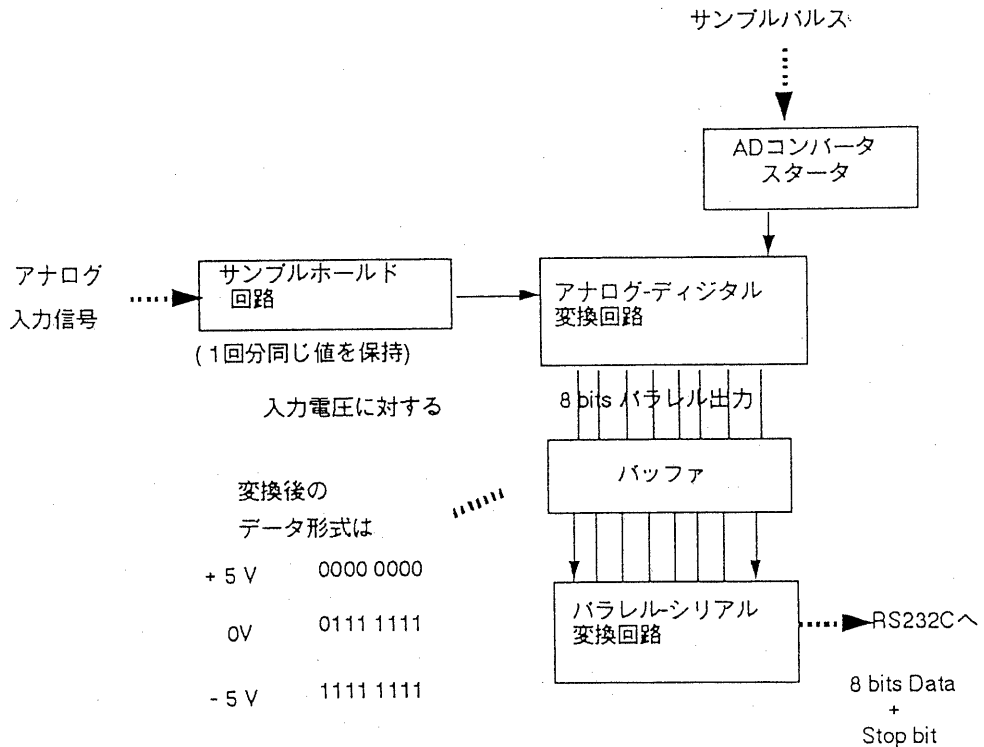 サンプルパルス
ADコンバータ
スタータ
アナログ
入力信号
サンプルホールド
回路
(1回分同じ値を保持)
アナログ-ディジタル
変換回路
8 bits パラレル出力
入力電圧に対する
バッファ
変換後の
データ形式は
+ 5 V 0000 0000
0V 0111 1111
- 5 V 1111 1111
パラレル-シリアル
変換回路
RS232Cへ
8 bits Data
+
Stop bit